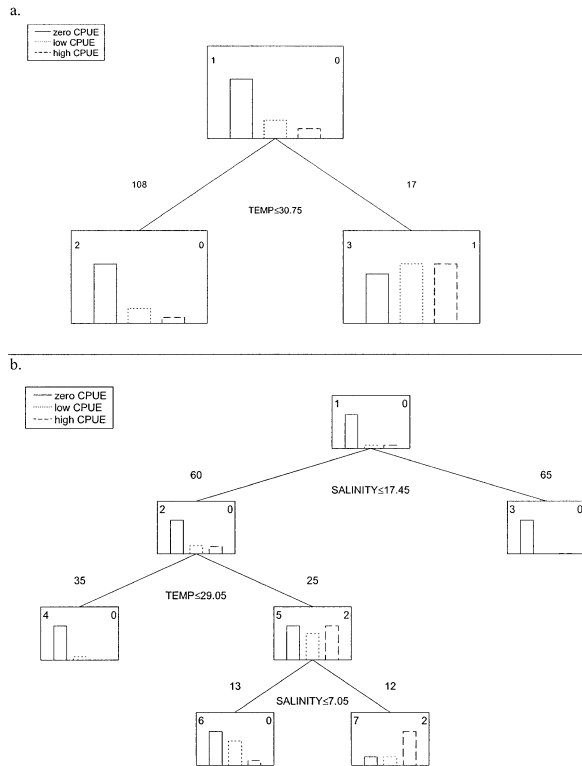 a.
zero CPUE
low CPUE
high CPUE
1 0
108 17
TEMP≤30.75
2 0
3 1
b.
zero CPUE
low CPUE
high CPUE
1 0
60 65
SALINITY≤17.45
2 0
3 0
35 25
TEMP≤29.05
4 0
5 2
13 12
SALINITY≤7.05
6 0
7 2